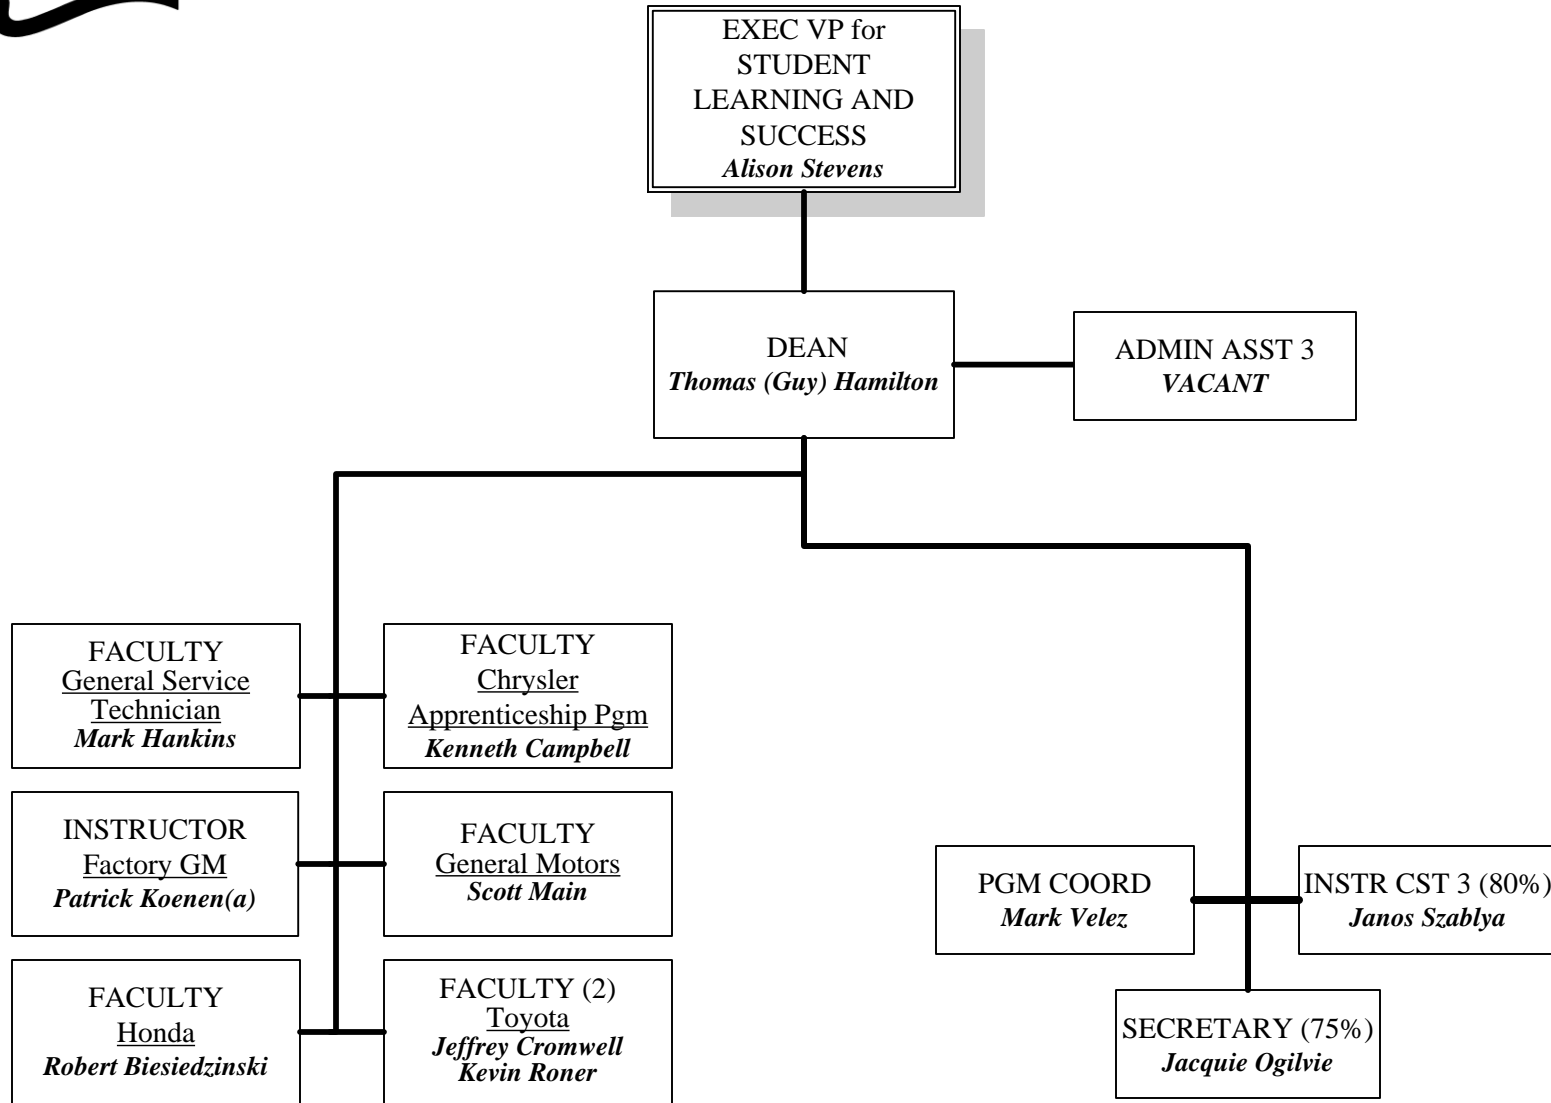 EXEC VP for
STUDENT
LEARNING AND
SUCCESS
Alison Stevens
DEAN
Thomas (Guy) Hamilton
ADMIN ASST 3
VACANT
FACULTY
General Service
Technician
Mark Hankins
FACULTY
Chrysler
Apprenticeship Pgm
Kenneth Campbell
INSTRUCTOR
Factory GM
Patrick Koenen(a)
FACULTY
General Motors
Scott Main
FACULTY
Honda
Robert Biesiedzinski
FACULTY (2)
Toyota
Jeffrey Cromwell
Kevin Roner
PGM COORD
Mark Velez
INSTR CST 3 (80%)
Janos Szablya
SECRETARY (75%)
Jacquie Ogilvie